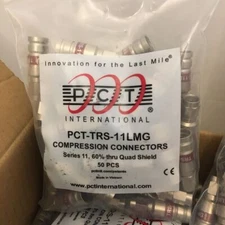 Innovation for the Last Mile®
PCT
INTERNATIONAL
PCT-TRS-11LMG
COMPRESSION CONNECTORS
Series 11, 60% thru Quad Shield
50 PCS
www.pctinternational.com